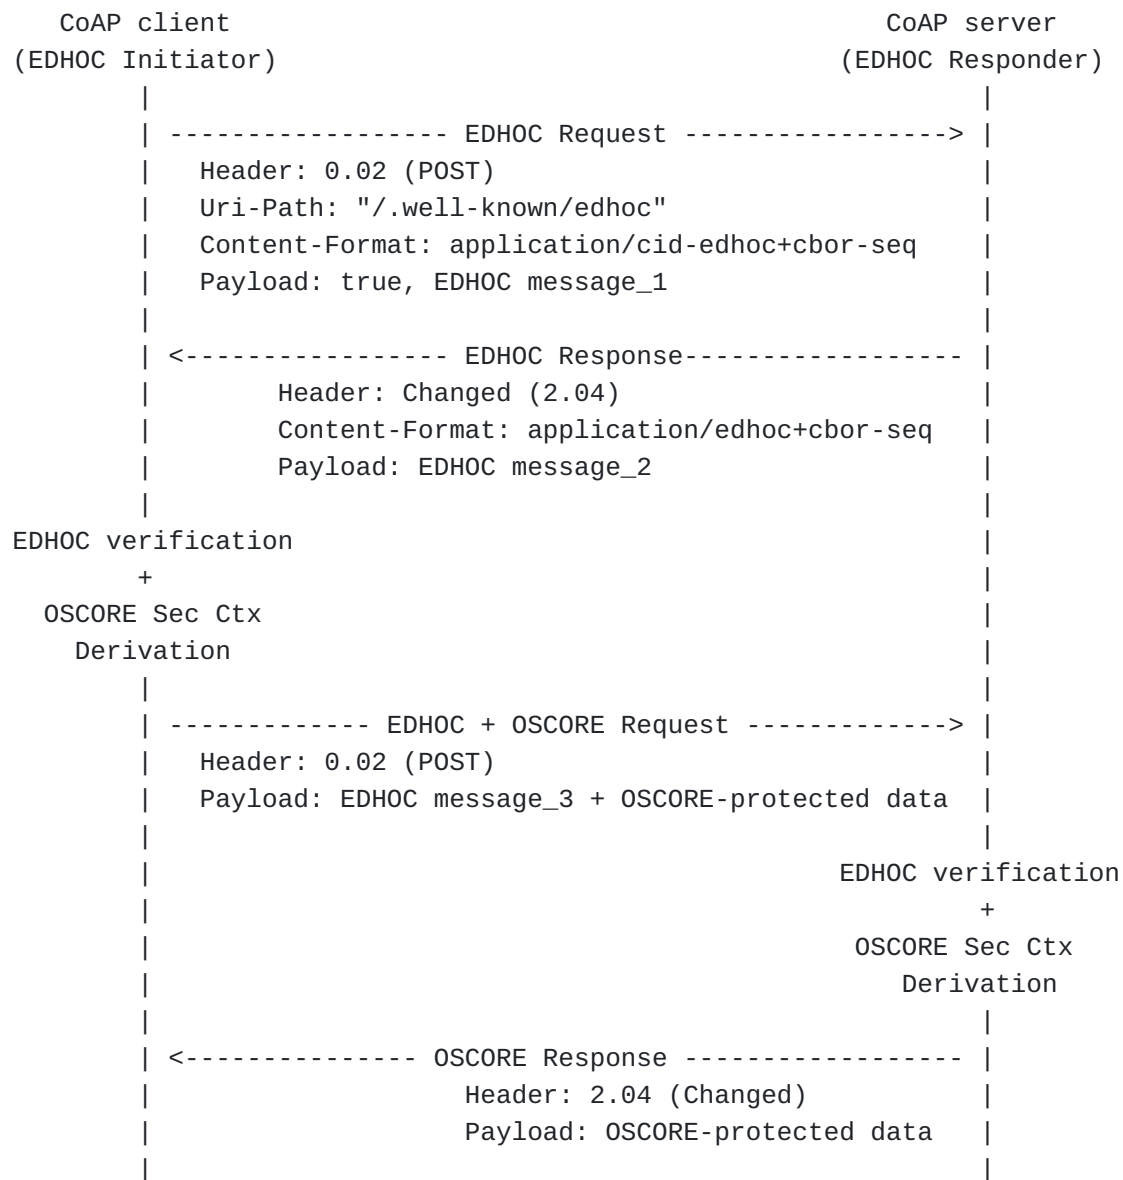 CoAP client                                          CoAP server
(EDHOC Initiator)                                    (EDHOC Responder)
        |                                                     |
        | ------------------ EDHOC Request -----------------> |
        |   Header: 0.02 (POST)                               |
        |   Uri-Path: "/.well-known/edhoc"                    |
        |   Content-Format: application/cid-edhoc+cbor-seq    |
        |   Payload: true, EDHOC message_1                    |
        |                                                     |
        | <----------------- EDHOC Response------------------ |
        |        Header: Changed (2.04)                       |
        |        Content-Format: application/edhoc+cbor-seq   |
        |        Payload: EDHOC message_2                     |
        |                                                     |
EDHOC verification                                            |
        +                                                     |
  OSCORE Sec Ctx                                              |
    Derivation                                                |
        |                                                     |
        | ------------- EDHOC + OSCORE Request -------------> |
        |   Header: 0.02 (POST)                               |
        |   Payload: EDHOC message_3 + OSCORE-protected data  |
        |                                                     |
        |                                            EDHOC verification
        |                                                     +
        |                                             OSCORE Sec Ctx
        |                                                Derivation
        |                                                     |
        | <--------------- OSCORE Response ------------------ |
        |                    Header: 2.04 (Changed)           |
        |                    Payload: OSCORE-protected data   |
        |                                                     |